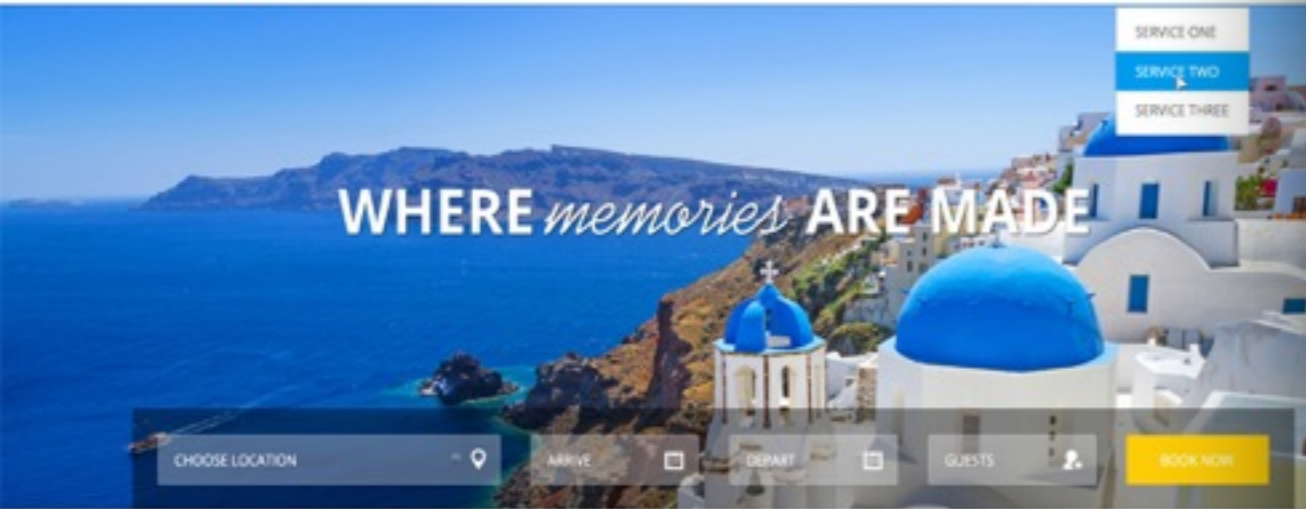 SERVICE ONE
SERVICE TWO
SERVICE THREE
WHERE memories ARE MADE
CHOOSE LOCATION
ARRIVE
DEPART
GUESTS
BOOK NOW